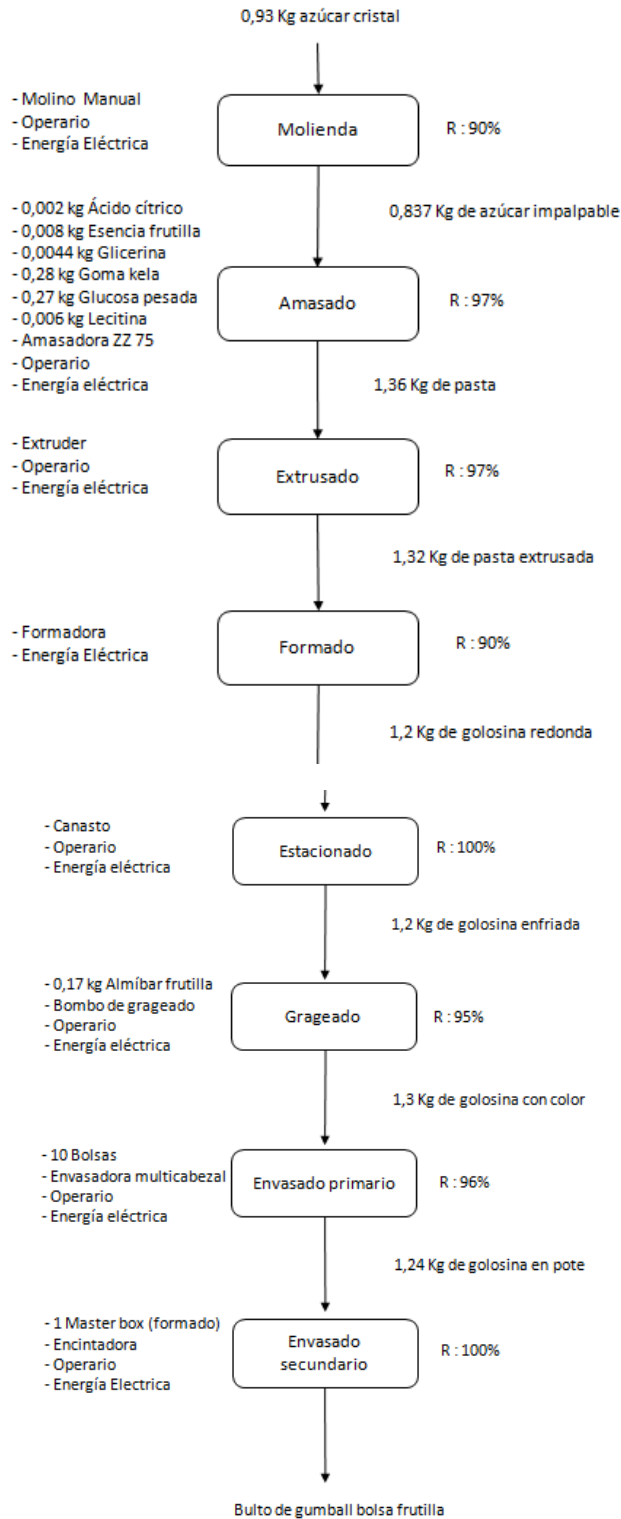 0,93 Kg azúcar cristal
- Molino Manual
- Operario
- Energía Eléctrica
Molienda
R : 90%
0,837 Kg de azúcar impalpable
- 0,002 kg Ácido cítrico
- 0,008 kg Esencia frutilla
- 0,0044 kg Glicerina
- 0,28 kg Goma kela
- 0,27 kg Glucosa pesada
- 0,006 kg Lecitina
- Amasadora ZZ 75
- Operario
- Energía eléctrica
Amasado
R : 97%
1,36 Kg de pasta
- Extruder
- Operario
- Energía eléctrica
Extrusado
R : 97%
1,32 Kg de pasta extrusada
- Formadora
- Energía Eléctrica
Formado
R : 90%
1,2 Kg de golosina redonda
- Canasto
- Operario
- Energía eléctrica
Estacionado
R : 100%
1,2 Kg de golosina enfriada
- 0,17 kg Almíbar frutilla
- Bombo de grageado
- Operario
- Energía eléctrica
Grageado
R : 95%
1,3 Kg de golosina con color
- 10 Bolsas
- Envasadora multicabezal
- Operario
- Energía eléctrica
Envasado primario
R : 96%
1,24 Kg de golosina en pote
- 1 Master box (formado)
- Encintadora
- Operario
- Energía Electrica
Envasado
secundario
R : 100%
Bulto de gumball bolsa frutilla